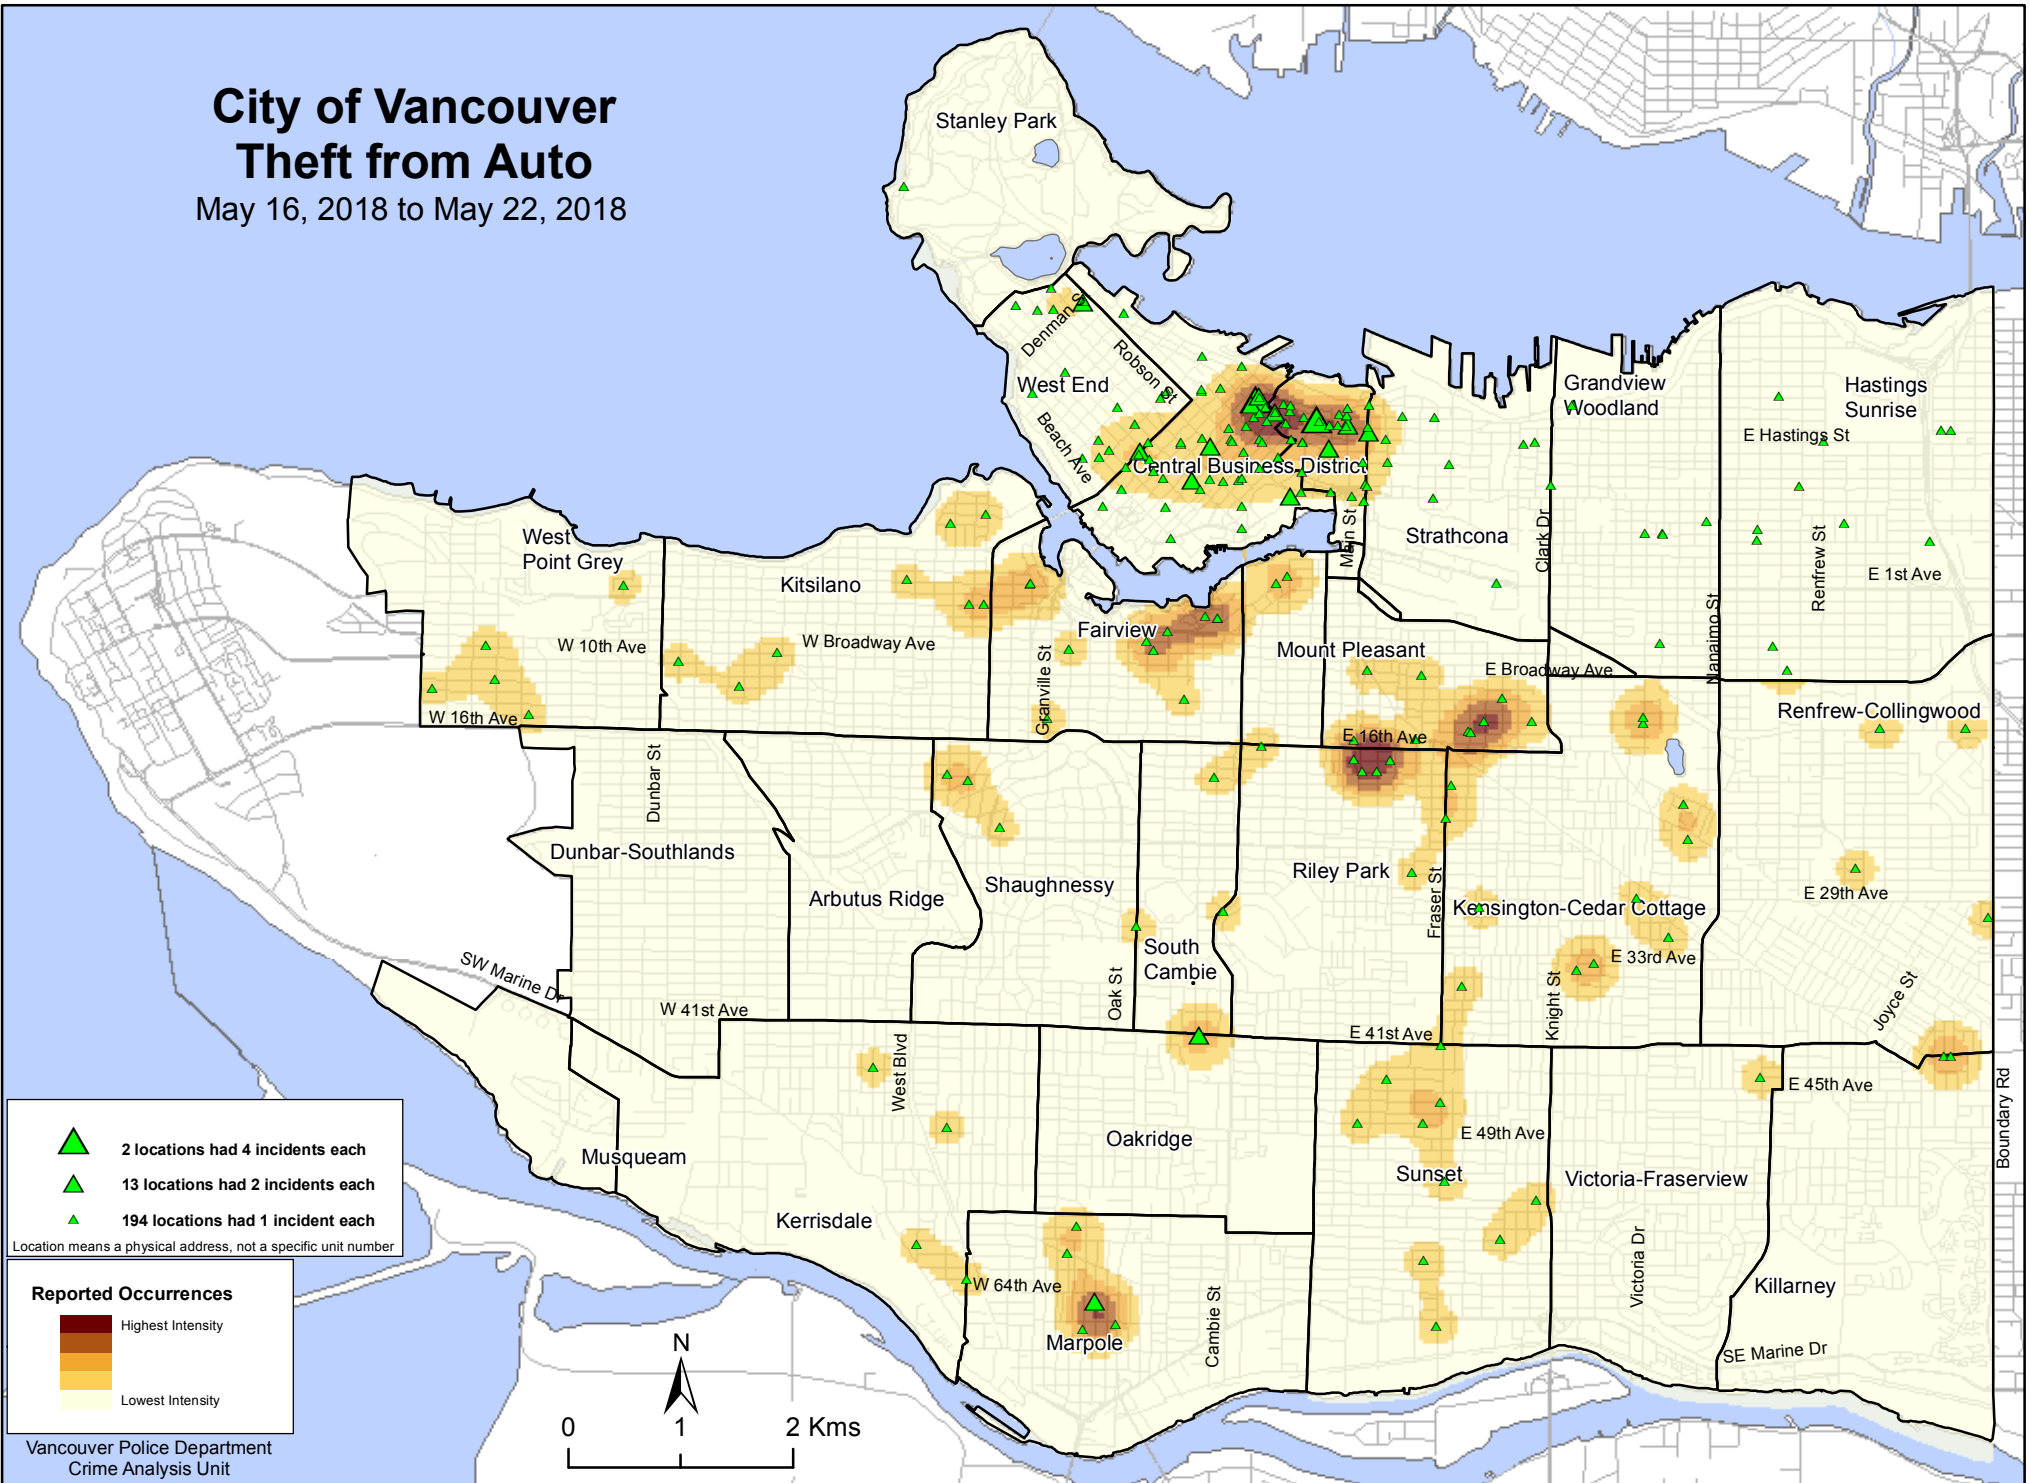 City of Vancouver
Theft from Auto
May 16, 2018 to May 22, 2018
Stanley Park
Denman St
Robson St
West End
Beach Ave
Central Business District
Grandview
Woodland
Hastings
Sunrise
E Hastings St
Main St
Strathcona
Clark Dr
Renfrew St
E 1st Ave
Nanaimo St
West
Point Grey
Kitsilano
W 10th Ave
W Broadway Ave
Fairview
Granville St
Mount Pleasant
E Broadway Ave
W 16th Ave
E 16th Ave
Renfrew-Collingwood
Dunbar St
Dunbar-Southlands
Arbutus Ridge
Shaughnessy
Riley Park
Fraser St
Kensington-Cedar Cottage
E 29th Ave
South
Cambie
E 33rd Ave
SW Marine Dr
W 41st Ave
Oak St
E 41st Ave
Knight St
Joyce St
West Blvd
E 45th Ave
Boundary Rd
Oakridge
E 49th Ave
Musqueam
Sunset
Victoria-Fraserview
Kerrisdale
W 64th Ave
Cambie St
Victoria Dr
Killarney
Marpole
SE Marine Dr
2 locations had 4 incidents each
13 locations had 2 incidents each
194 locations had 1 incident each
Location means a physical address, not a specific unit number
Reported Occurrences
Highest Intensity
Lowest Intensity
Vancouver Police Department
Crime Analysis Unit
N
0 1 2 Kms